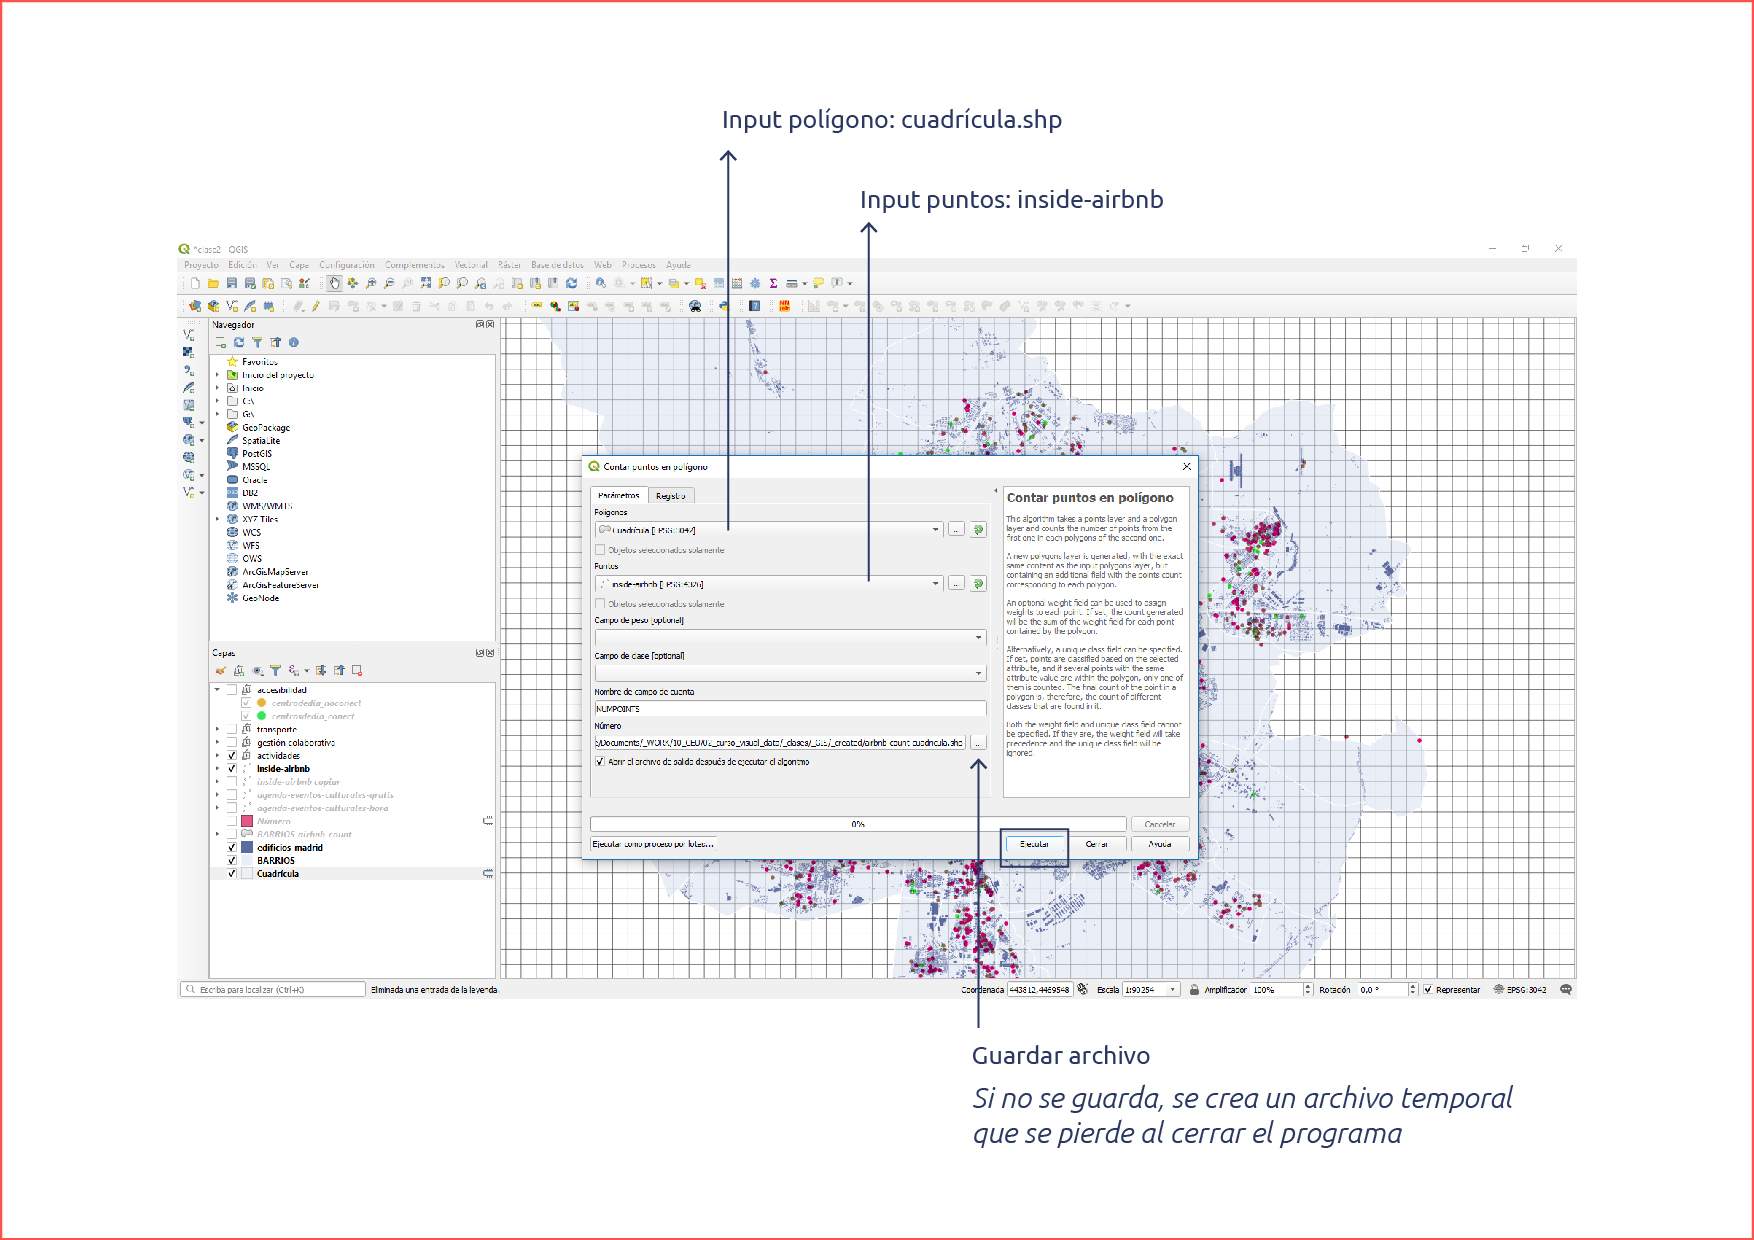 Input polígono: cuadrícula.shp
Input puntos: inside-airbnb
*clase2 QGIS
Proyecto Edición Ver Capa Configuración Complementos Vectorial Ráster Base de datos Web Procesos Ayuda
Navegador
Favoritos
Inicio del proyecto
Inicio
C:\
G:\
GeoPackage
SpatiaLite
PostGIS
MSSQL
Oracle
DB2
WMS/WMTS
XYZ Tiles
WCS
WFS
OWS
ArcGisMapServer
ArcGisFeatureServer
GeoNode
Capas
accesibilidad
centrodedia_noconect
centrosdedia_conect
transporte
gestión colaborativa
actividades
inside-airbnb
inside-airbnb copiar
agenda-eventos-culturales-gratis
agenda-eventos-culturales-hora
Número
BARRIOS_airbnb_count
edificios_madrid
BARRIOS
Cuadrícula
Contar puntos en polígono
Parámetros Registro
Polígonos
Cuadrícula [EPSG:3042]
Objetos seleccionados solamente
Puntos
inside-airbnb [EPSG:4326]
Objetos seleccionados solamente
Campo de peso [optional]
Campo de clase [optional]
Nombre de campo de cuenta
NUMPOINTS
Número
/Documents/_WORK/10_GEO/02_curso_visual_data/_clases/_GIS/_created/airbnb-count-cuadricula.shp
Abrir el archivo de salida después de ejecutar el algoritmo
Contar puntos en polígono
This algorithm takes a points layer and a polygon
layer and counts the number of points from the
first one in each polygons of the second one.
A new polygons layer is generated, with the exact
same content as the input polygons layer, but
containing an additional field with the points count
corresponding to each polygon.
An optional weight field can be used to assign
weights to each point. If set, the count generated
will be the sum of the weight field for each point
contained by the polygon.
Alternatively, a unique class field can be specified.
If set, points are classified based on the selected
attribute, and if several points with the same
attribute value are within the polygon, only one of
them is counted. The final count of the point in a
polygon is, therefore, the count of different
classes that are found in it.
Both the weight field and unique class field cannot
be specified. If they are, the weight field will take
precedence and the unique class field will be
ignored.
0%
Cancelar
Ejecutar como proceso por lotes...
Ejecutar Cerrar Ayuda
Escriba para localizar (Ctrl+K) Eliminada una entrada de la leyenda. Coordenada 443812,4469548 Escala 1:90254 Amplificador 100% Rotación 0,0 ° Representar EPSG:3042
Guardar archivo
Si no se guarda, se crea un archivo temporal
que se pierde al cerrar el programa